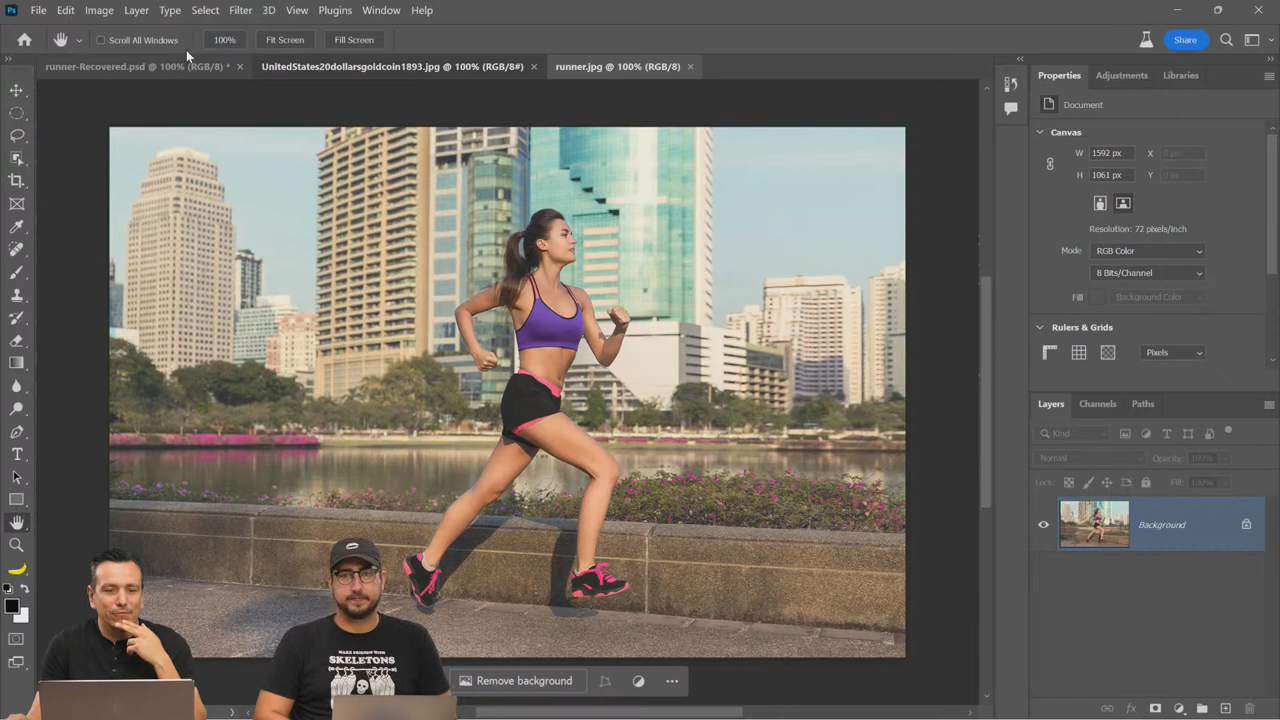 Ps File Edit Image Layer Type Select Filter 3D View Plugins Window Help
Scroll All Windows 100% Fit Screen Fill Screen Share
runner-Recovered.psd @ 100% (RGB/8) * × UnitedStates20dollarsgoldcoin1893.jpg @ 100% (RGB/8#) × runner.jpg @ 100% (RGB/8) ×
Properties Adjustments Libraries
Document
Canvas
W 1592 px X 0 px
H 1061 px Y 0 px
Resolution: 72 pixels/inch
Mode RGB Color
8 Bits/Channel
Fill Background Color
Rulers & Grids
Pixels
Layers Channels Paths
Kind
Normal Opacity: 100%
Lock: Fill: 100%
Background
MAKE FRIENDS WITH
SKELETONS
Remove background